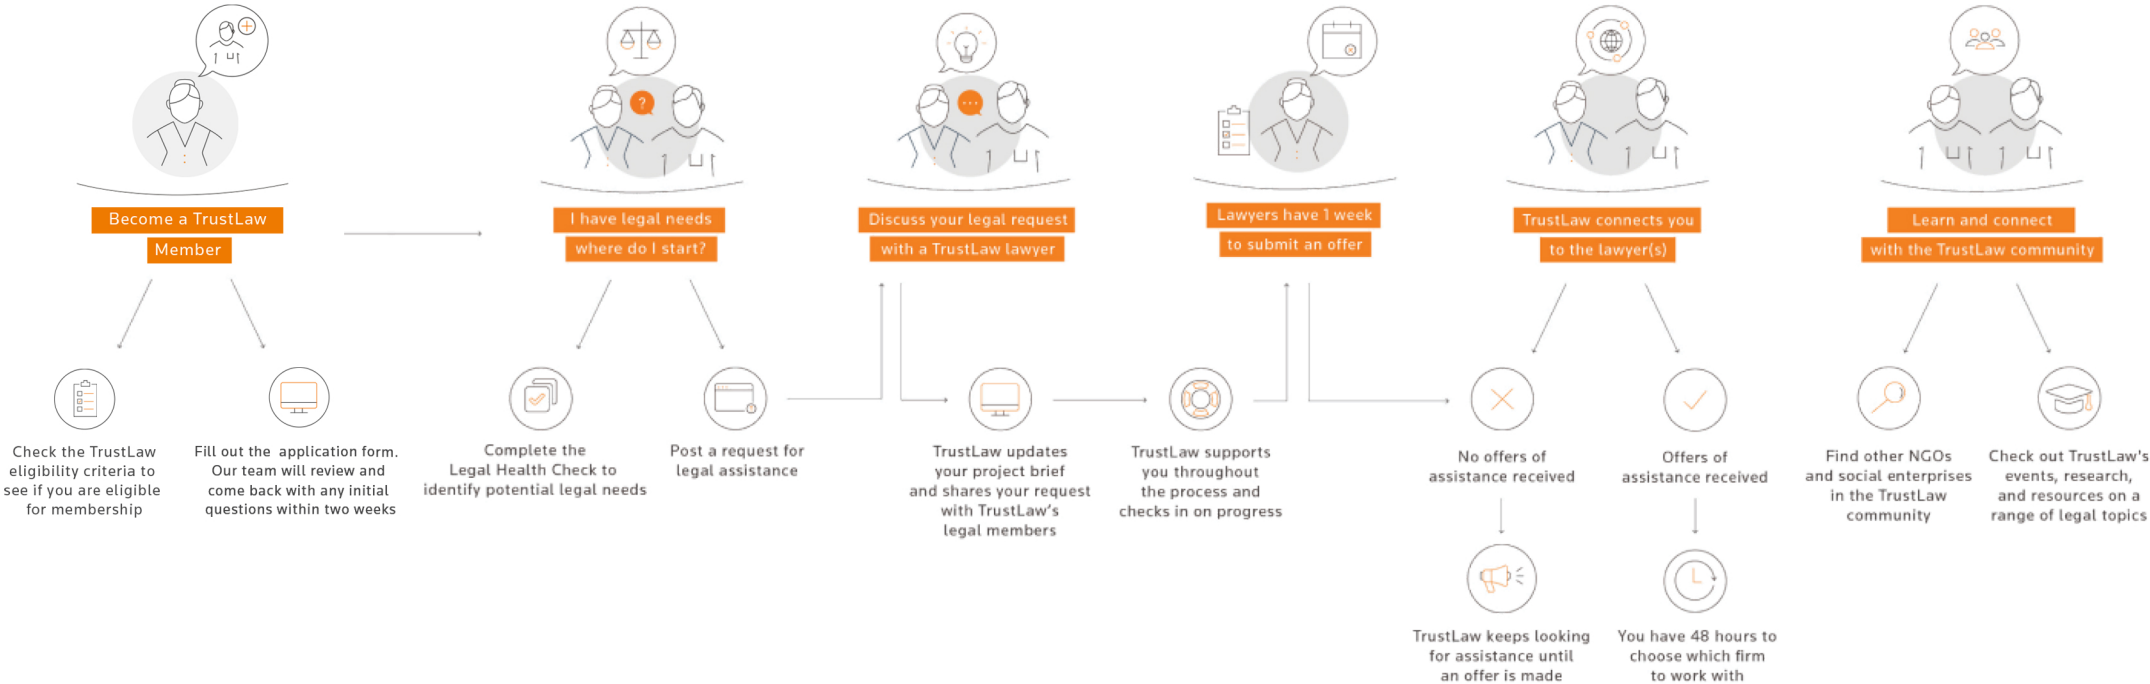 Become a TrustLaw
Member
I have legal needs
where do I start?
Discuss your legal request
with a TrustLaw lawyer
Lawyers have 1 week
to submit an offer
TrustLaw connects you
to the lawyer(s)
Learn and connect
with the TrustLaw community
?
Check the TrustLaw
eligibility criteria to
see if you are eligible
for membership
Fill out the application form.
Our team will review and
come back with any initial
questions within two weeks
Complete the
Legal Health Check to
identify potential legal needs
Post a request for
legal assistance
TrustLaw updates
your project brief
and shares your request
with TrustLaw's
legal members
TrustLaw supports
you throughout
the process and
checks in on progress
No offers of
assistance received
Offers of
assistance received
Find other NGOs
and social enterprises
in the TrustLaw
community
Check out TrustLaw's
events, research,
and resources on a
range of legal topics
TrustLaw keeps looking
for assistance until
an offer is made
You have 48 hours to
choose which firm
to work with